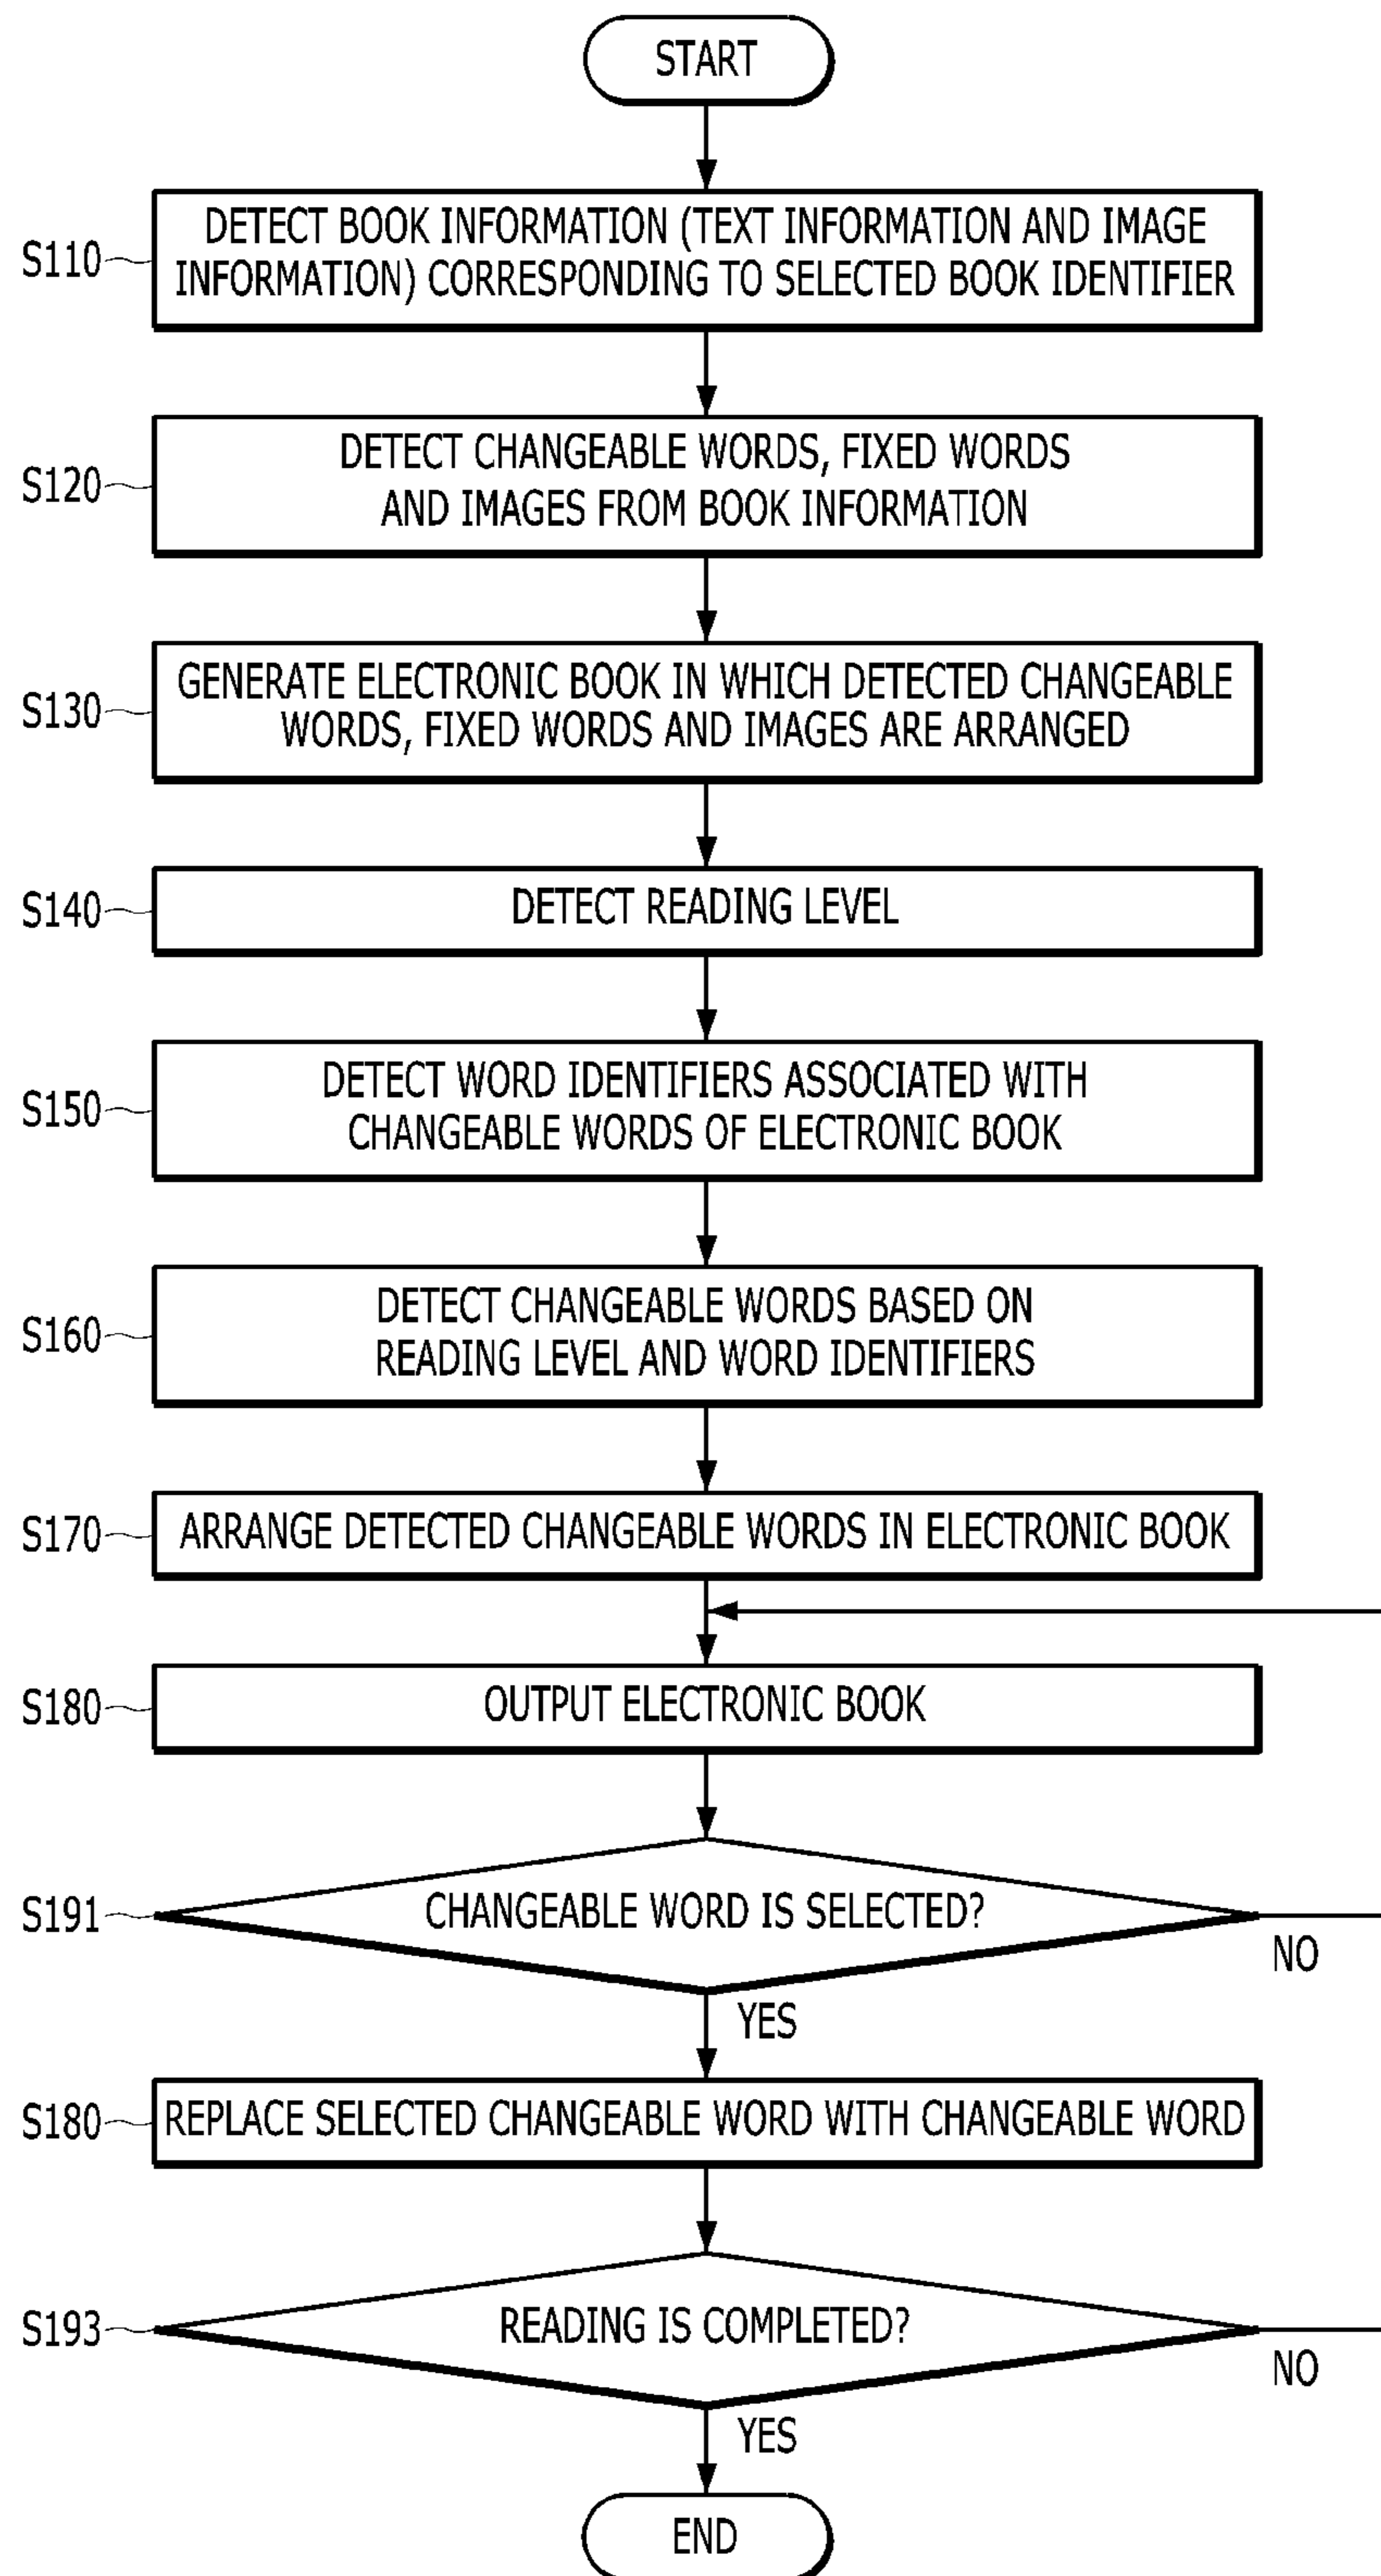 START
S110
DETECT BOOK INFORMATION (TEXT INFORMATION AND IMAGE
INFORMATION) CORRESPONDING TO SELECTED BOOK IDENTIFIER
S120
DETECT CHANGEABLE WORDS, FIXED WORDS
AND IMAGES FROM BOOK INFORMATION
S130
GENERATE ELECTRONIC BOOK IN WHICH DETECTED CHANGEABLE
WORDS, FIXED WORDS AND IMAGES ARE ARRANGED
S140
DETECT READING LEVEL
S150
DETECT WORD IDENTIFIERS ASSOCIATED WITH
CHANGEABLE WORDS OF ELECTRONIC BOOK
S160
DETECT CHANGEABLE WORDS BASED ON
READING LEVEL AND WORD IDENTIFIERS
S170
ARRANGE DETECTED CHANGEABLE WORDS IN ELECTRONIC BOOK
S180
OUTPUT ELECTRONIC BOOK
S191
CHANGEABLE WORD IS SELECTED?
NO
YES
S180
REPLACE SELECTED CHANGEABLE WORD WITH CHANGEABLE WORD
S193
READING IS COMPLETED?
NO
YES
END